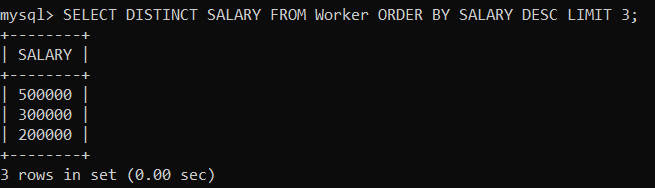 mysql> SELECT DISTINCT SALARY FROM Worker ORDER BY SALARY DESC LIMIT 3;
+--------+
| SALARY |
+--------+
| 500000 |
| 300000 |
| 200000 |
+--------+
3 rows in set (0.00 sec)